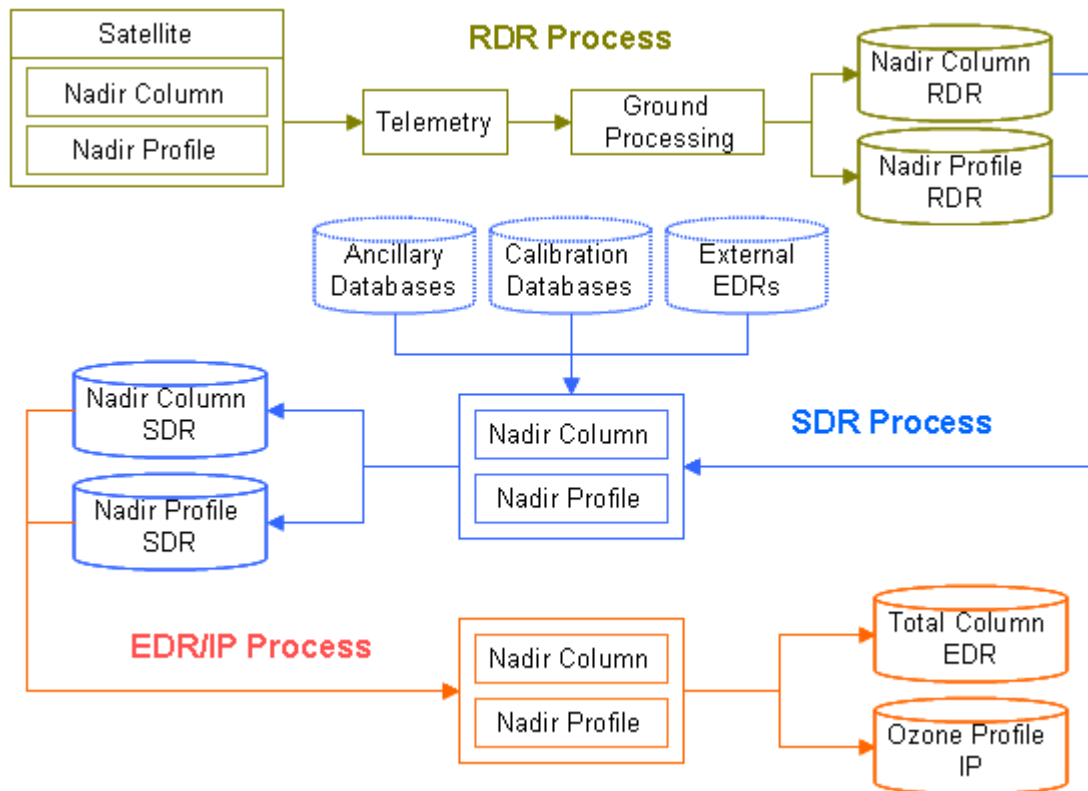 Satellite
Nadir Column
Nadir Profile
RDR Process
Telemetry
Ground
Processing
Nadir Column
RDR
Nadir Profile
RDR
Ancillary
Databases
Calibration
Databases
External
EDRs
Nadir Column
SDR
Nadir Profile
SDR
Nadir Column
Nadir Profile
SDR Process
EDR/IP Process
Nadir Column
Nadir Profile
Total Column
EDR
Ozone Profile
IP